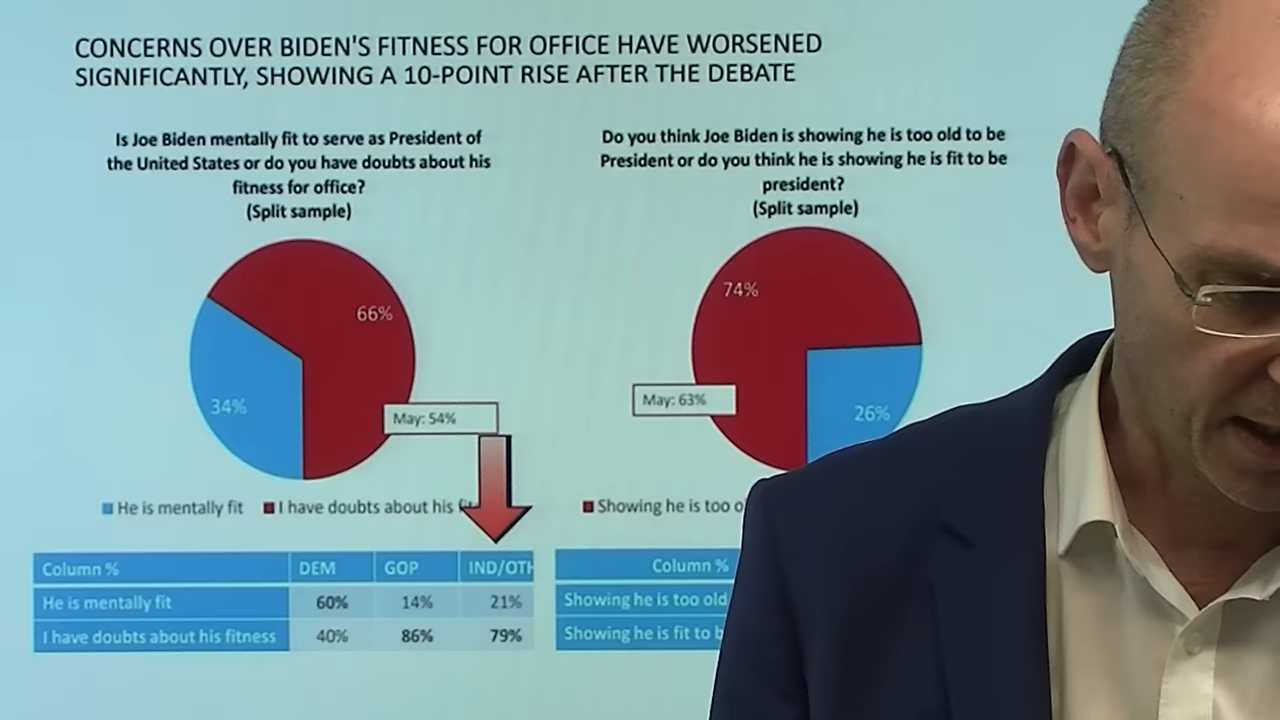 CONCERNS OVER BIDEN'S FITNESS FOR OFFICE HAVE WORSENED
SIGNIFICANTLY, SHOWING A 10-POINT RISE AFTER THE DEBATE
Is Joe Biden mentally fit to serve as President of
the United States or do you have doubts about his
fitness for office?
(Split sample)
66%
34%
May: 54%
He is mentally fit
I have doubts about his
Column % DEM GOP IND/OTH
He is mentally fit 60% 14% 21%
I have doubts about his fitness 40% 86% 79%
Do you think Joe Biden is showing he is too old to be
President or do you think he is showing he is fit to be
president?
(Split sample)
74%
May: 63%
26%
Showing he is too o
Column %
Showing he is too old
Showing he is fit to b